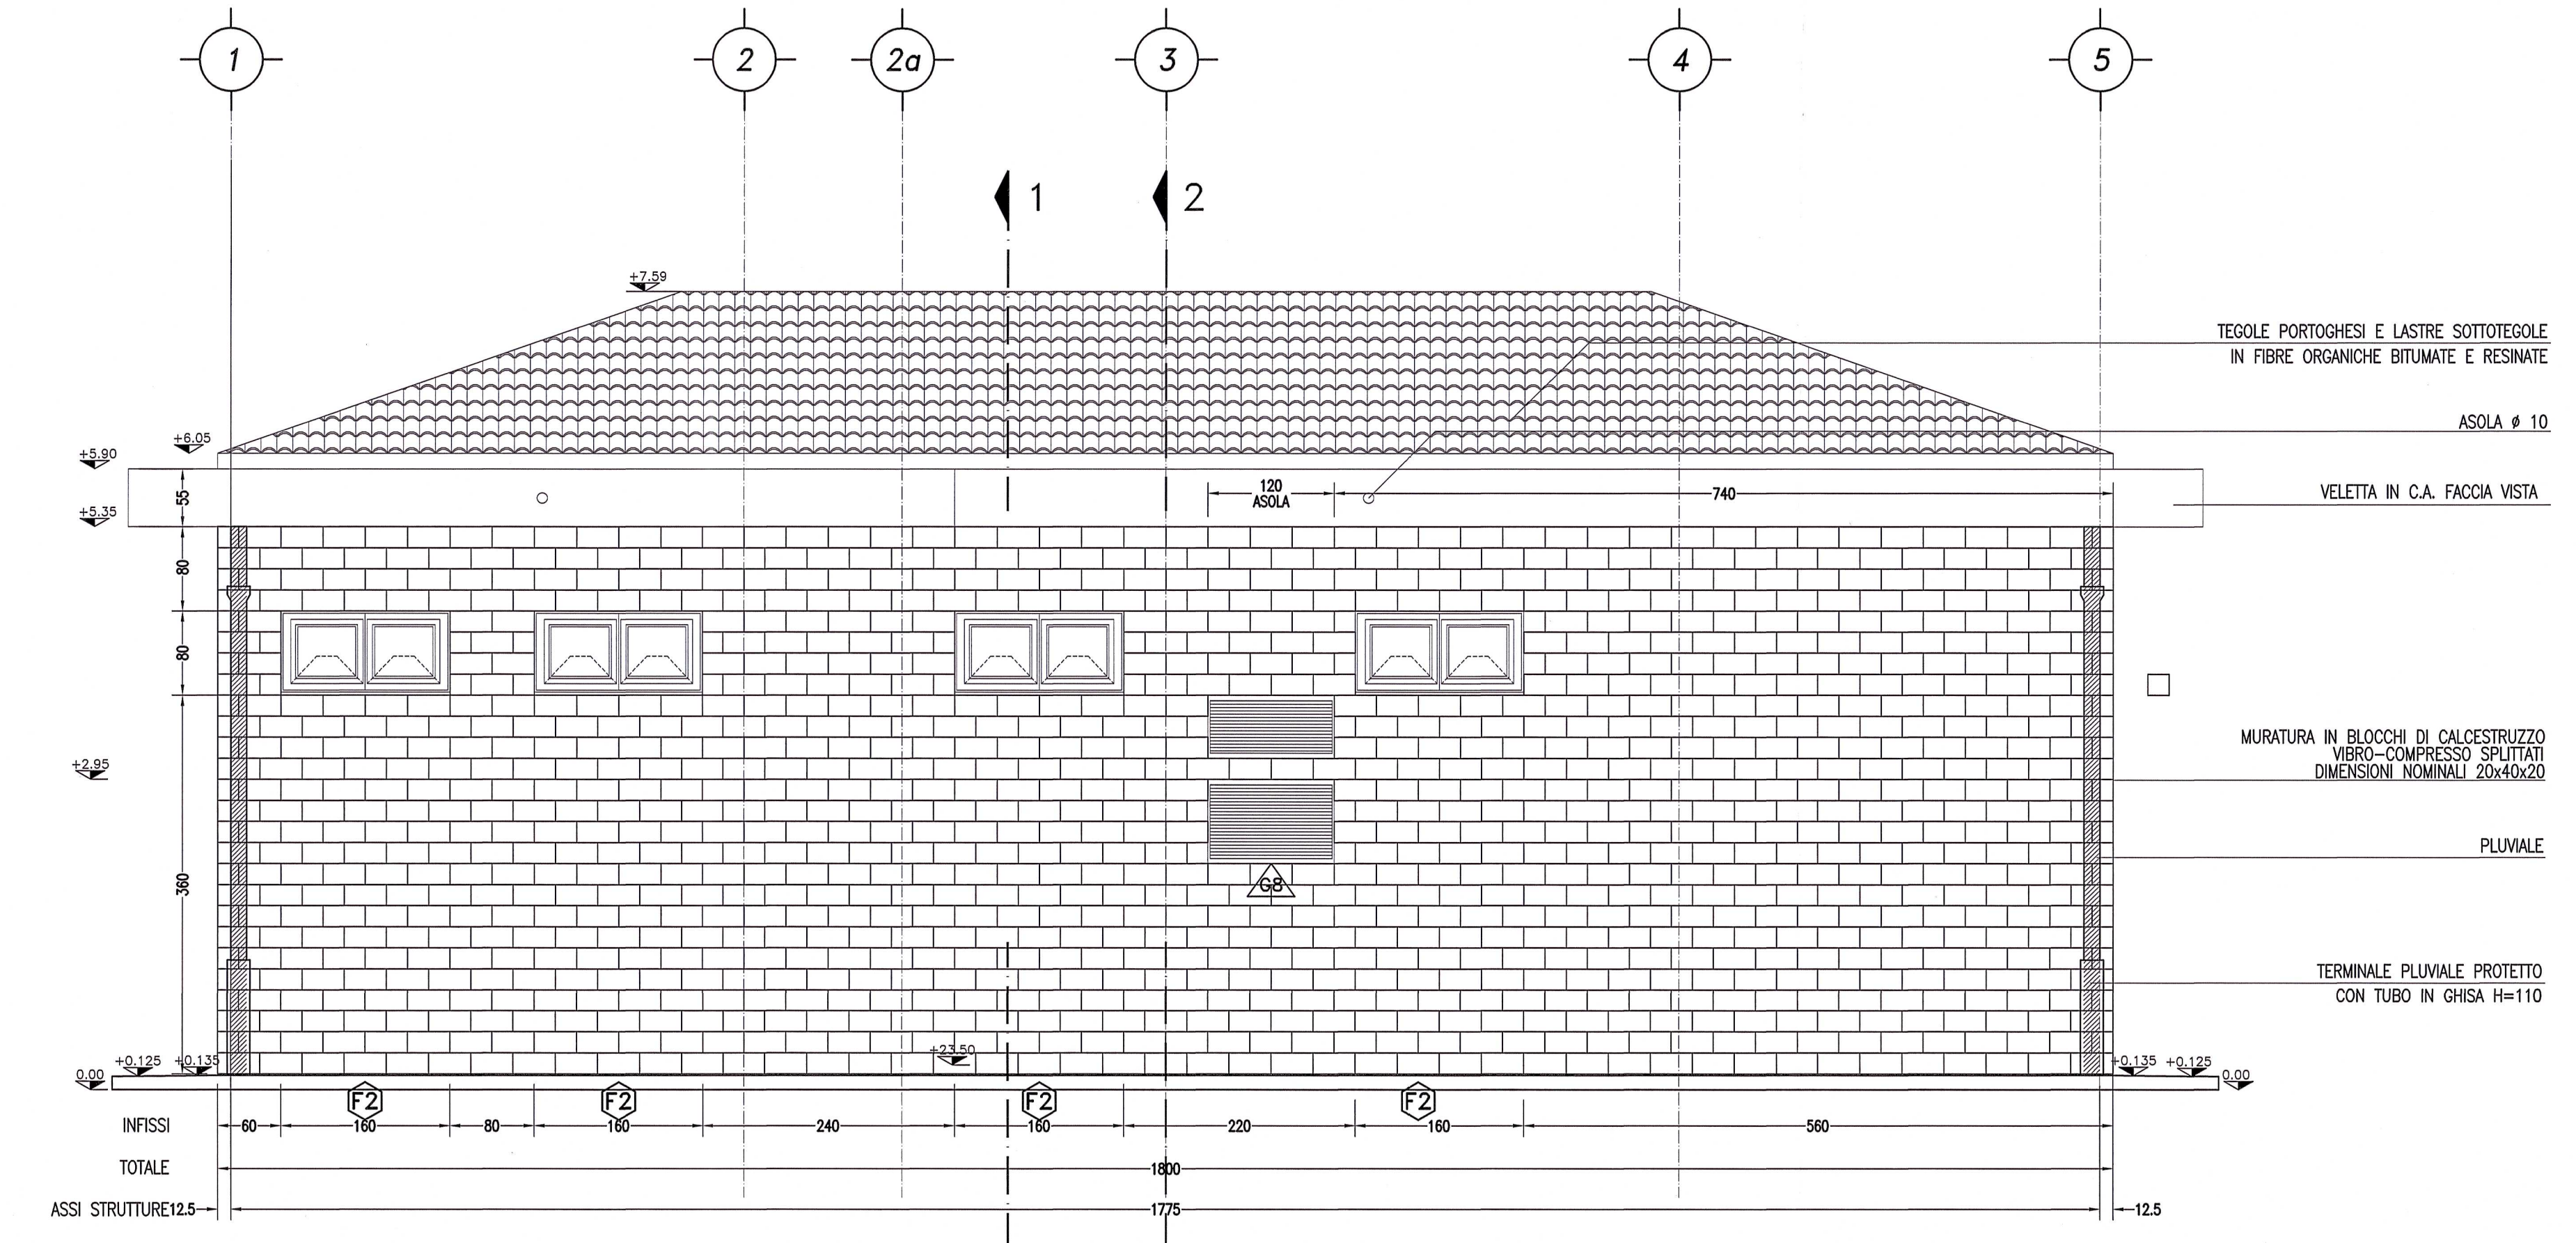 1
2
2a
3
4
5
1
2
+7.59
TEGOLE PORTOGHESI E LASTRE SOTTOTEGOLE
IN FIBRE ORGANICHE BITUMATE E RESINATE
ASOLA ø 10
+6.05
+5.90
55
120
ASOLA
740
VELETTA IN C.A. FACCIA VISTA
+5.35
80
80
MURATURA IN BLOCCHI DI CALCESTRUZZO
VIBRO-COMPRESSO SPLITTATI
DIMENSIONI NOMINALI 20x40x20
+2.95
PLUVIALE
360
G8
TERMINALE PLUVIALE PROTETTO
CON TUBO IN GHISA H=110
+0.125
+0.135
+23.50
+0.135
+0.125
0.00
0.00
F2
F2
F2
F2
INFISSI
60
160
80
160
240
160
220
160
560
TOTALE
1800
ASSI STRUTTURE
12.5
1775
12.5